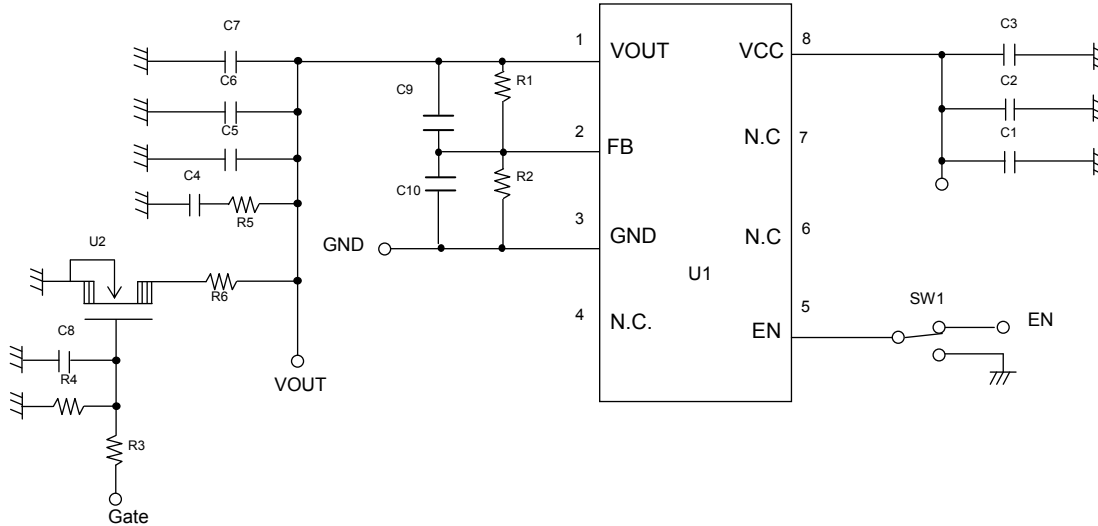 C7
C6
C5
C4
R5
U2
R6
C8
R4
R3
Gate
VOUT
C9
R1
C10
R2
GND
1
VOUT
2
FB
3
GND
4
N.C.
U1
8
VCC
7
N.C
6
N.C
5
EN
C3
C2
C1
SW1
EN